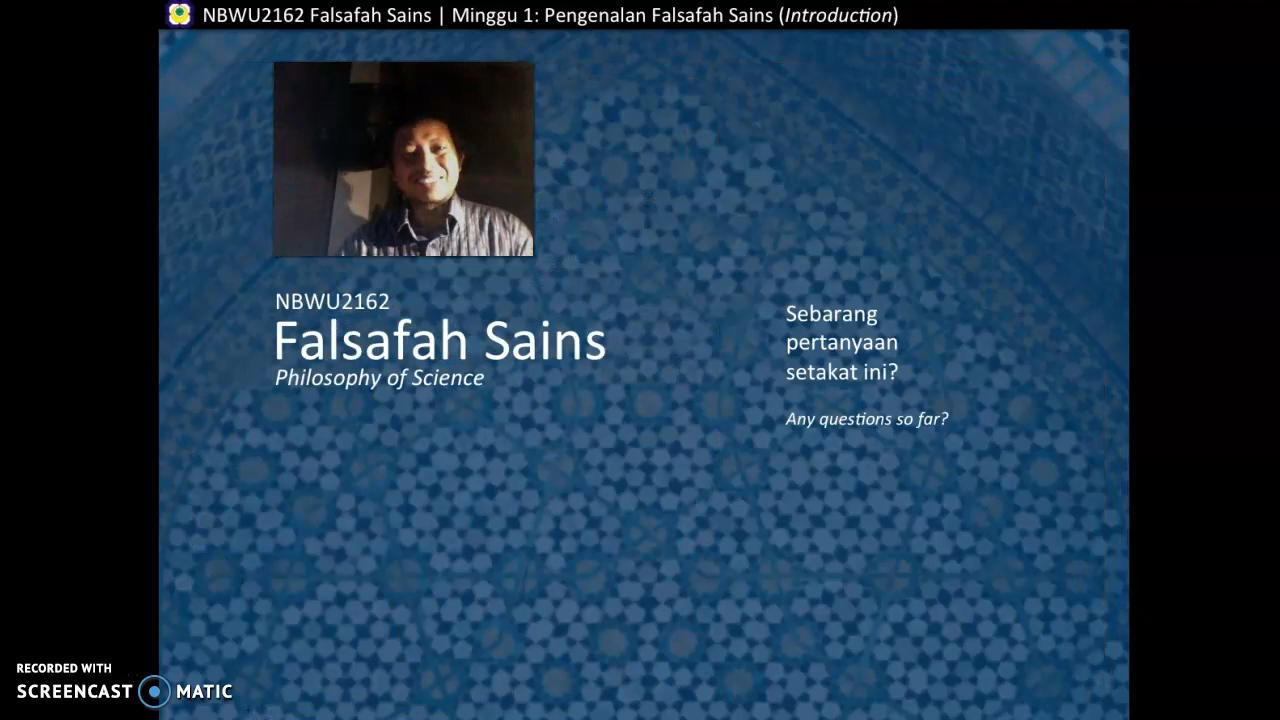 NBWU2162 Falsafah Sains | Minggu 1: Pengenalan Falsafah Sains (Introduction)
NBWU2162
Falsafah Sains
Philosophy of Science
Sebarang
pertanyaan
setakat ini?
Any questions so far?
RECORDED WITH
SCREENCAST MATIC